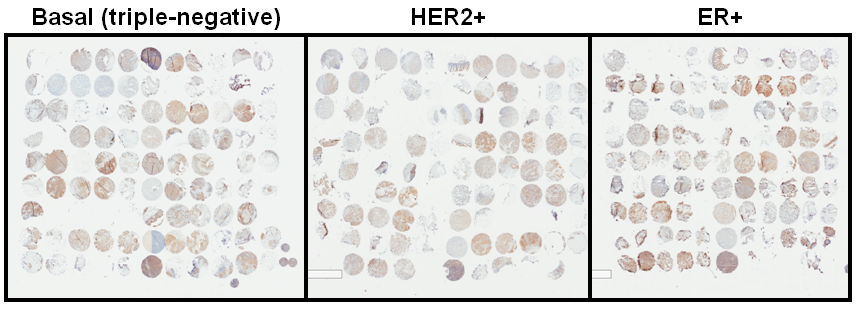 Basal (triple-negative)
HER2+
ER+